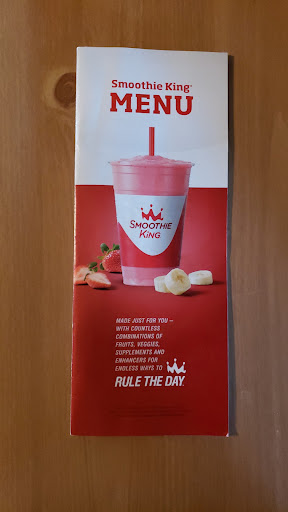 Smoothie King®
MENU
SMOOTHIE
KING
MADE JUST FOR YOU —
WITH COUNTLESS
COMBINATIONS OF
FRUITS, VEGGIES,
SUPPLEMENTS AND
ENHANCERS FOR
ENDLESS WAYS TO
RULE THE DAY